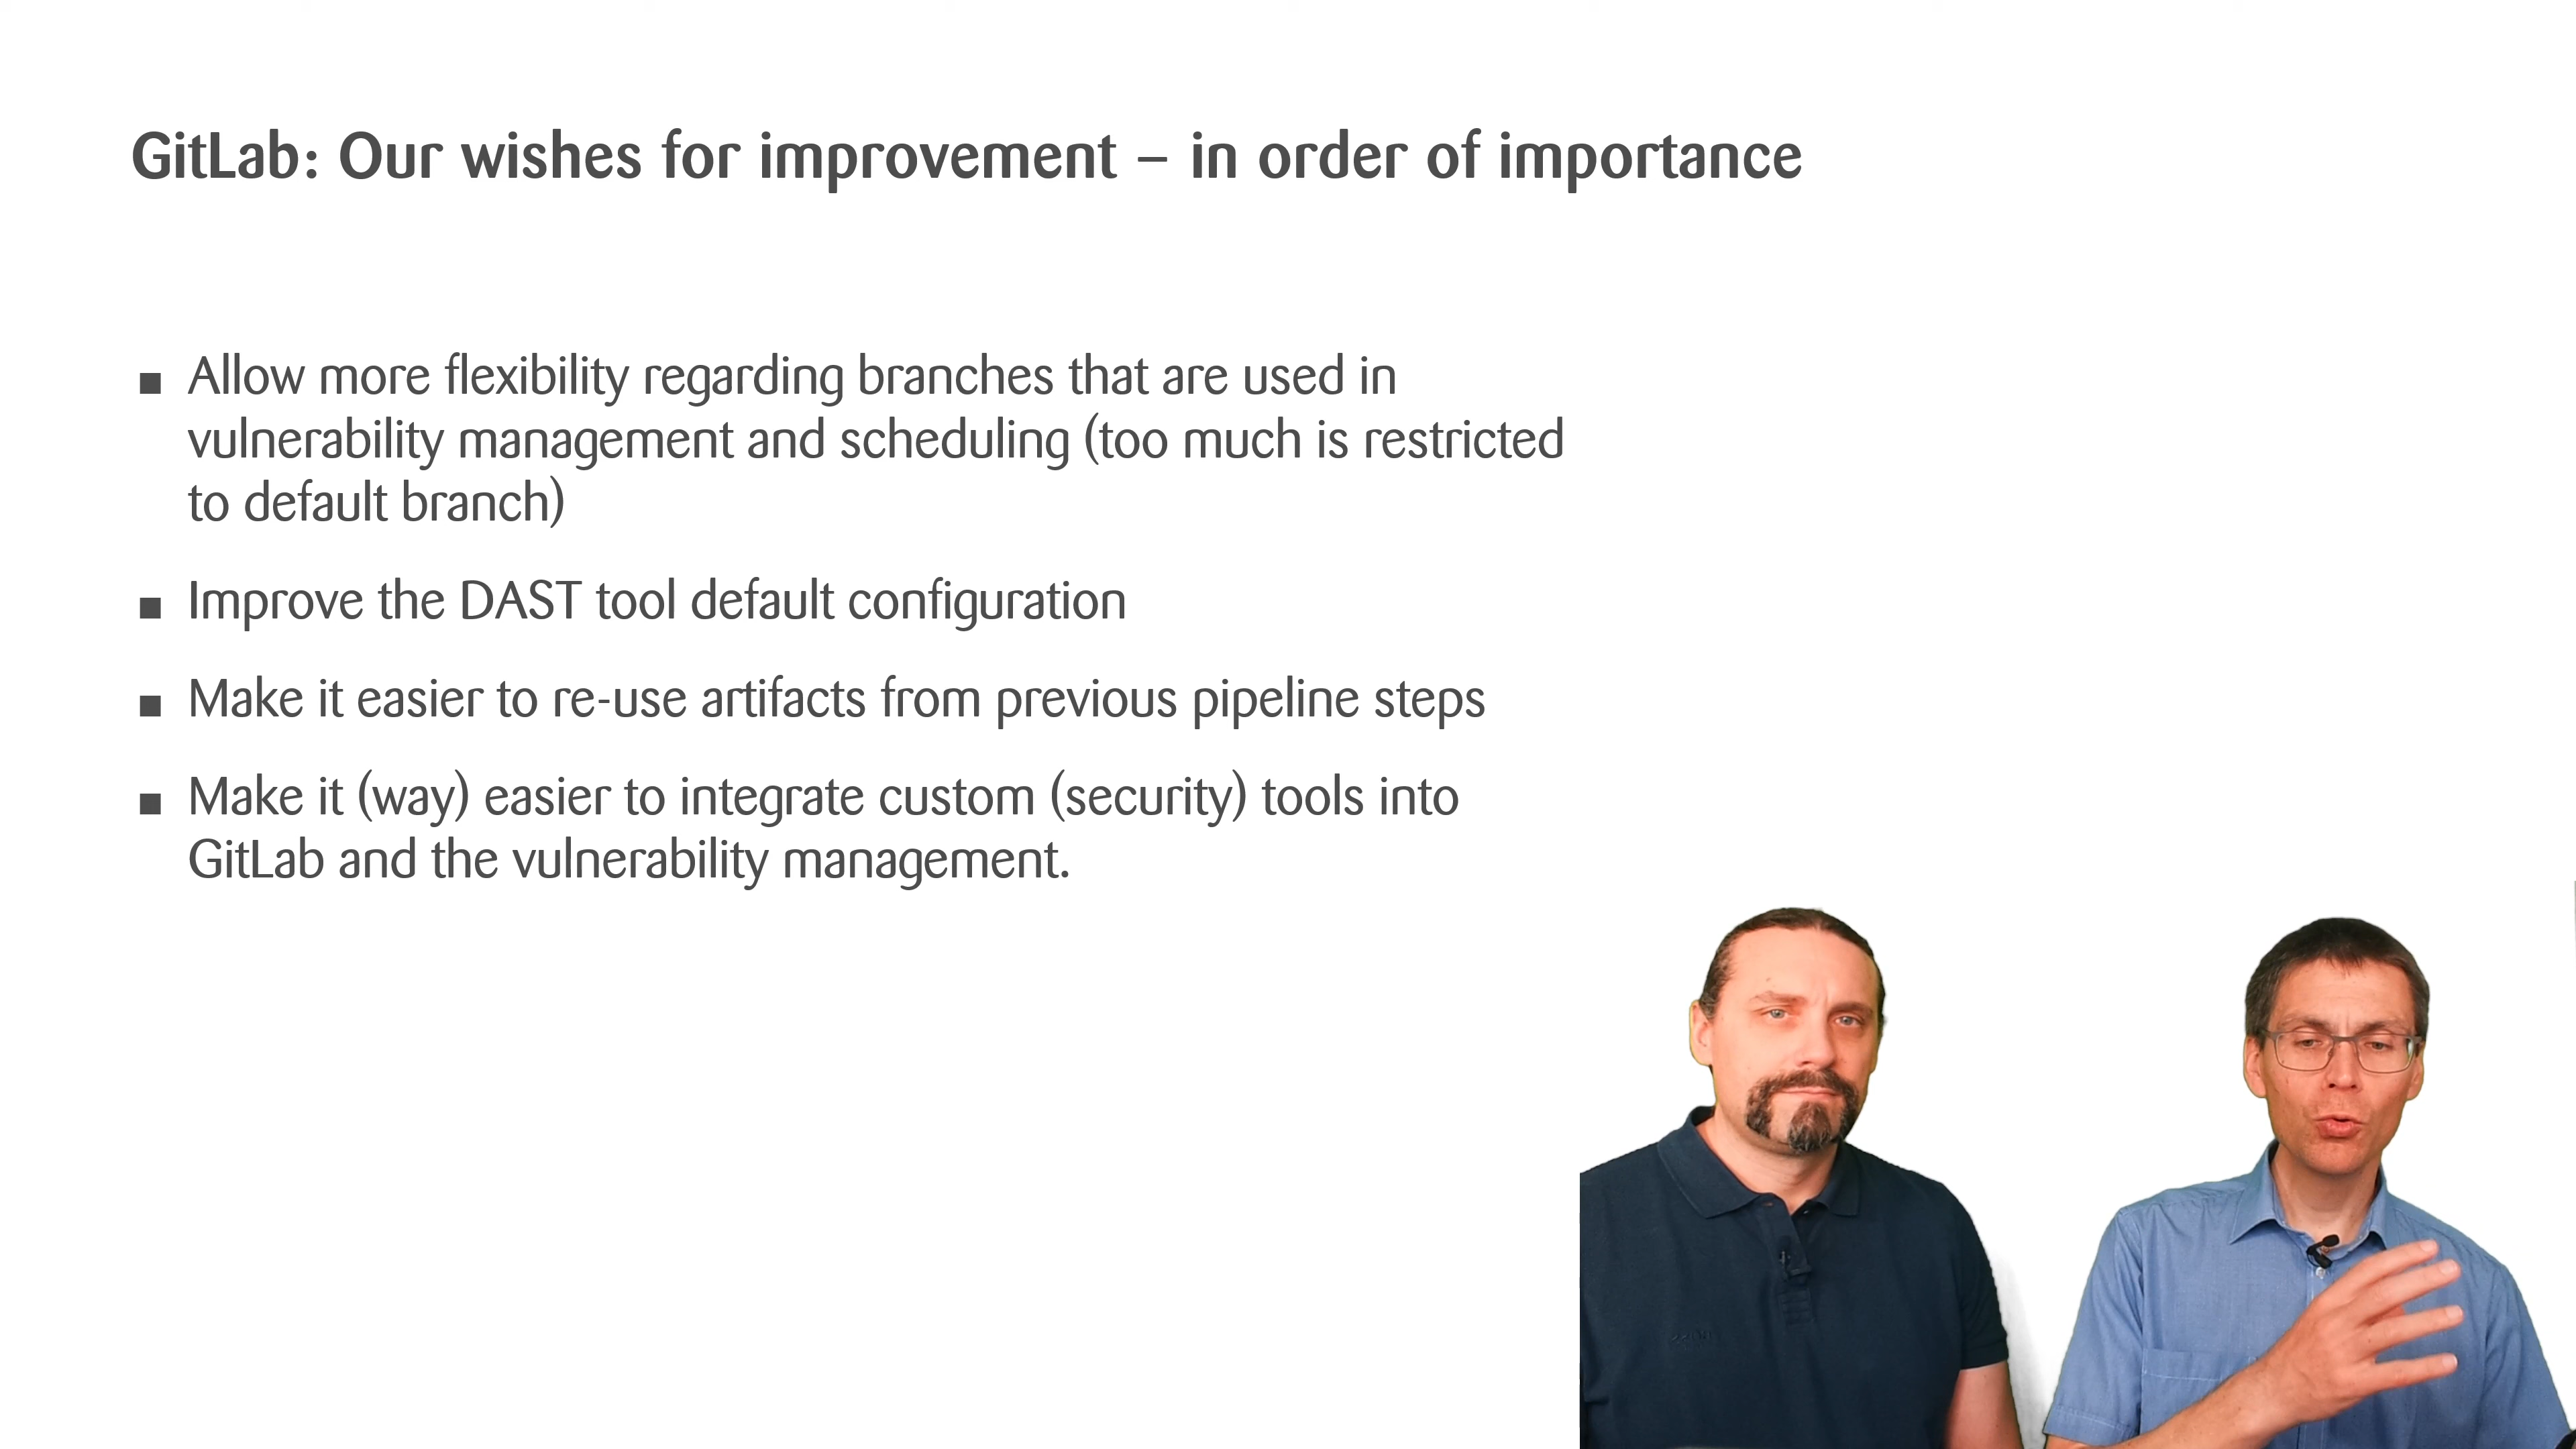 GitLab: Our wishes for improvement – in order of importance
■ Allow more flexibility regarding branches that are used in
vulnerability management and scheduling (too much is restricted
to default branch)
■ Improve the DAST tool default configuration
■ Make it easier to re-use artifacts from previous pipeline steps
■ Make it (way) easier to integrate custom (security) tools into
GitLab and the vulnerability management.